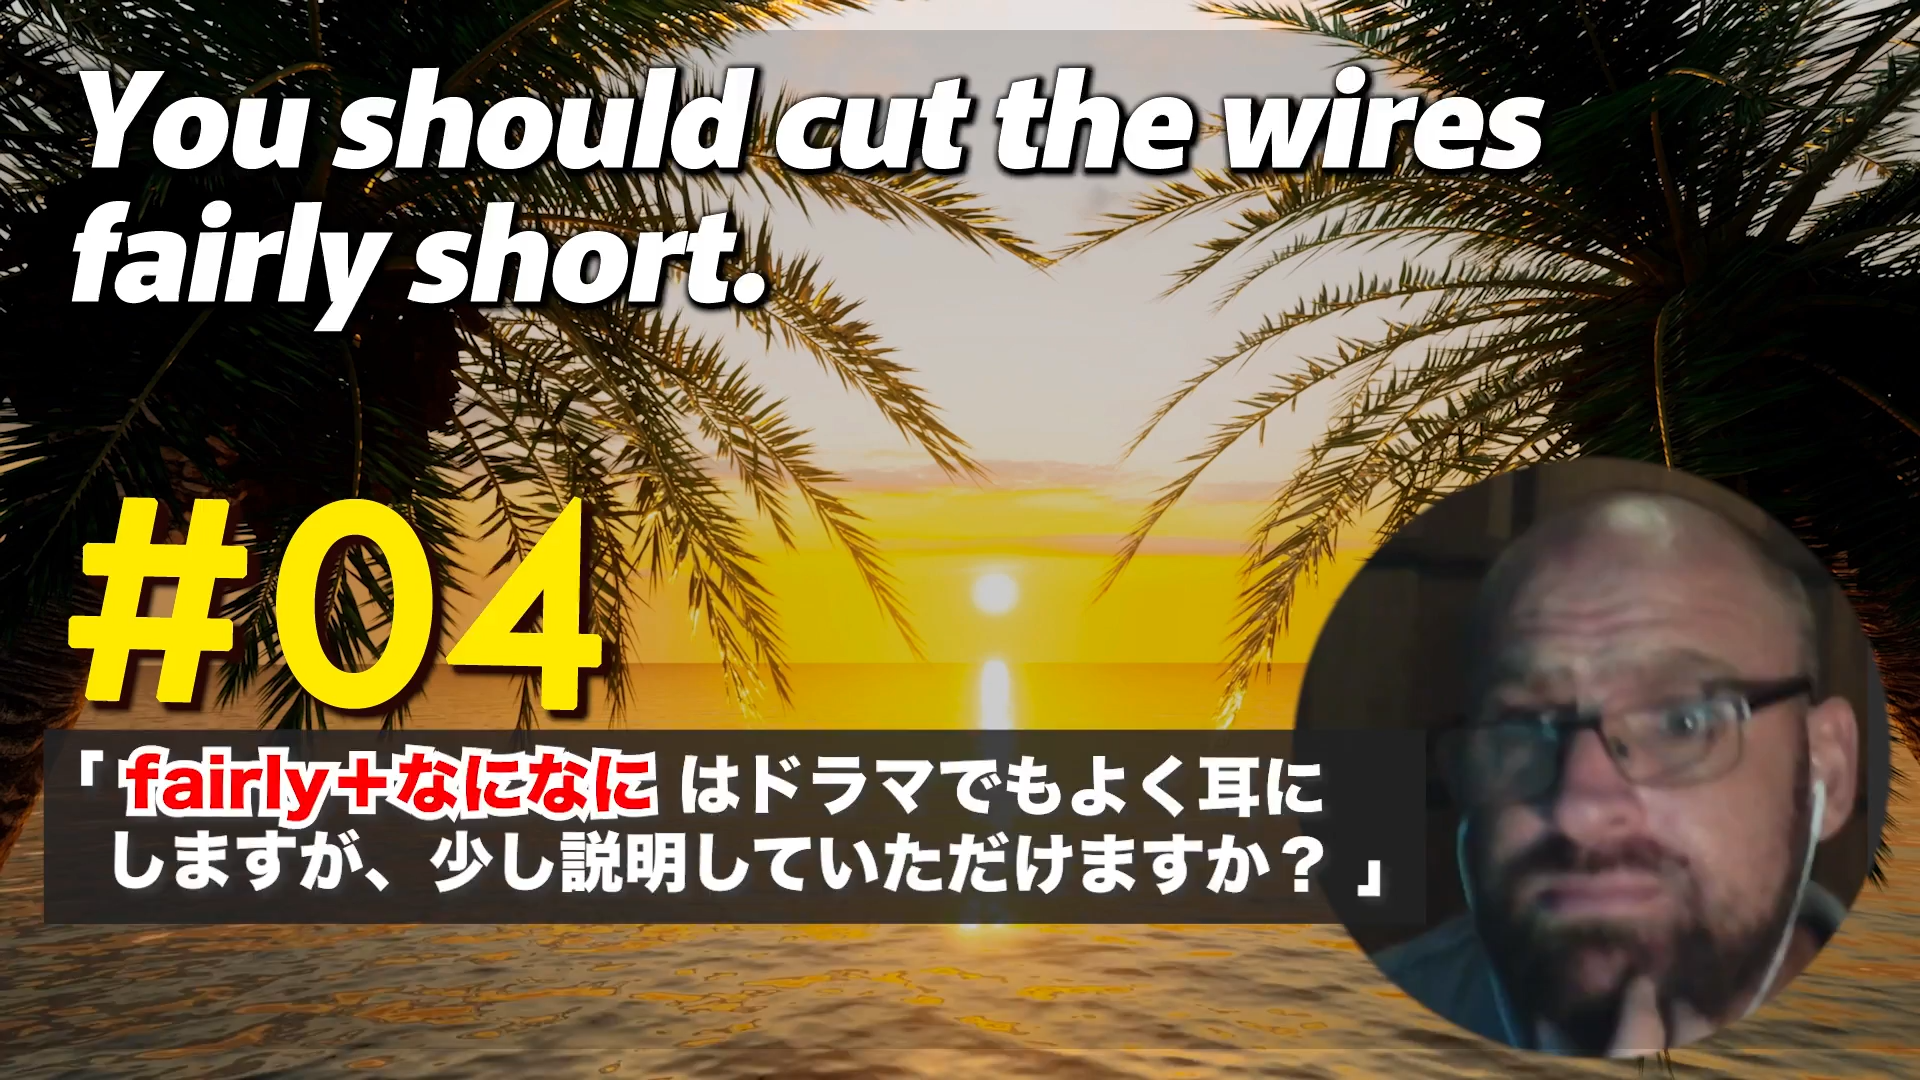 You should cut the wires
fairly short.
#04
「 fairly+なになに はドラマでもよく耳に
しますが、少し説明していただけますか？」